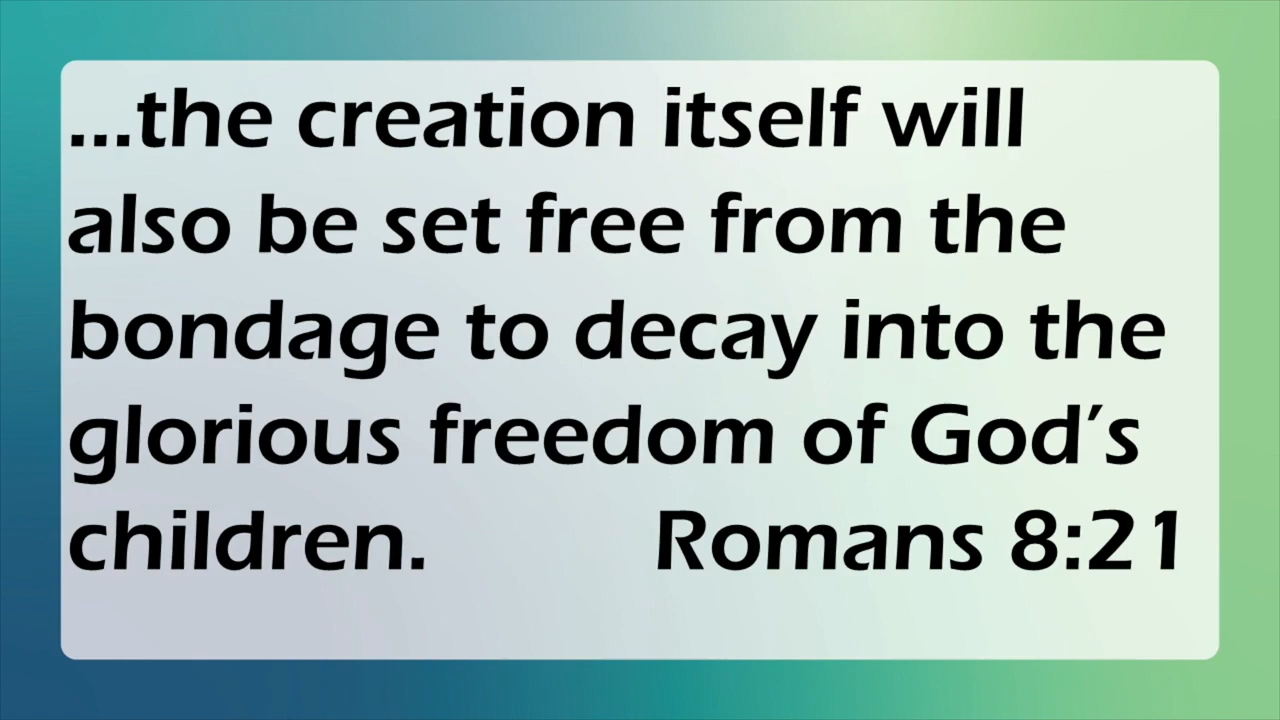 ...the creation itself will
also be set free from the
bondage to decay into the
glorious freedom of God’s
children. Romans 8:21